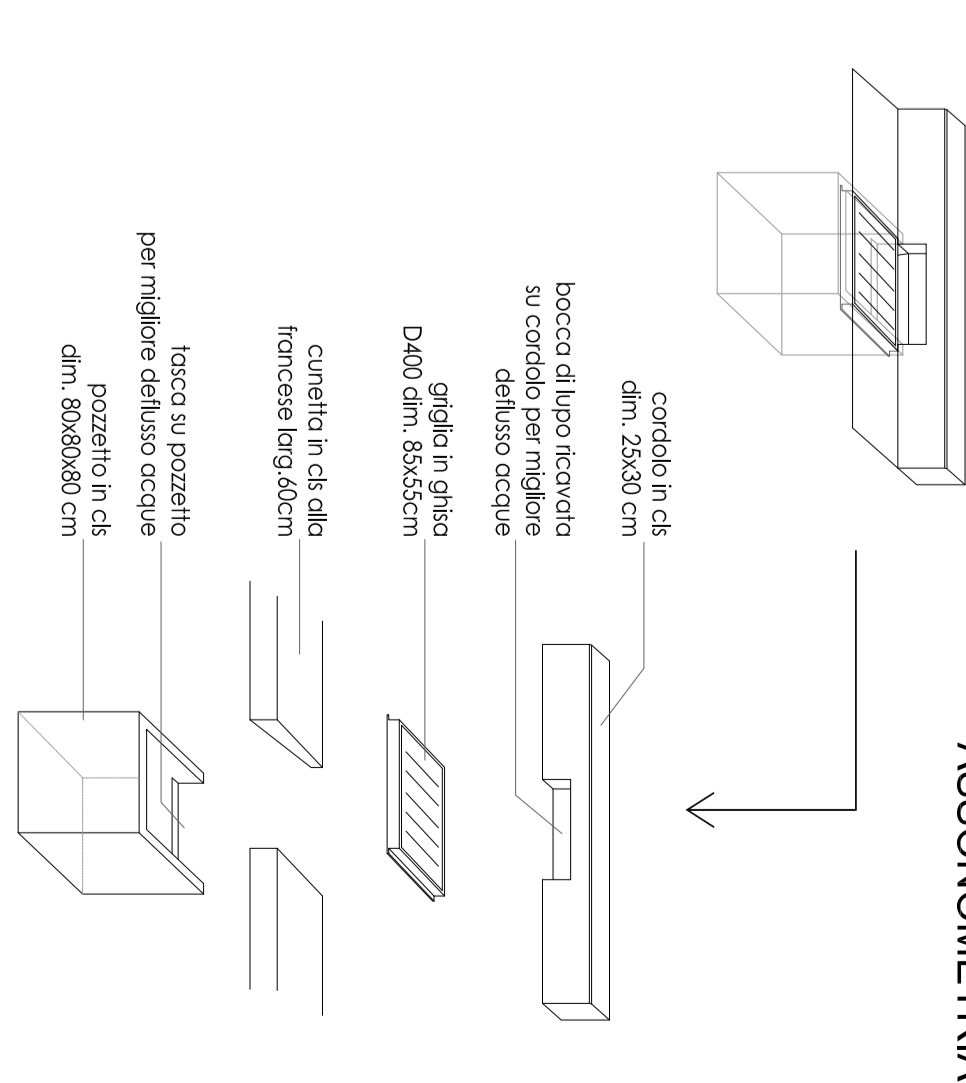 ASSONOMETRIA
cordolo in cls
dim. 25x30 cm
bocca di lupo ricavata
su cordolo per migliore
deflusso acque
griglia in ghisa
D400 dim. 85x55cm
cunetta in cls alla
francese larg.60cm
tasca su pozzetto
per migliore deflusso acque
pozzetto in cls
dim. 80x80x80 cm